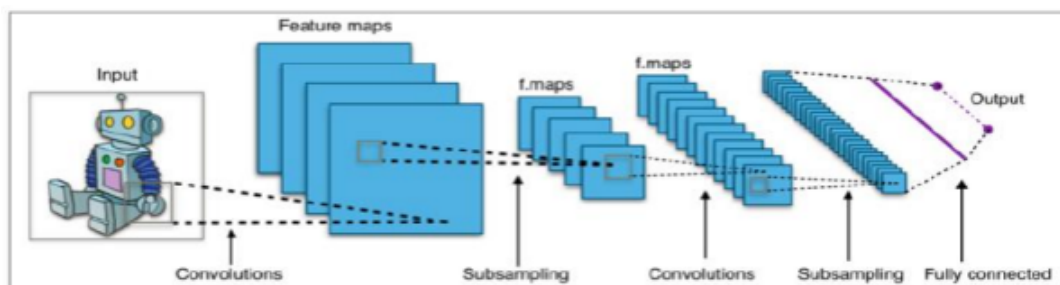 Feature maps
Input
f.maps
f.maps
Output
Convolutions
Subsampling
Convolutions
Subsampling
Fully connected